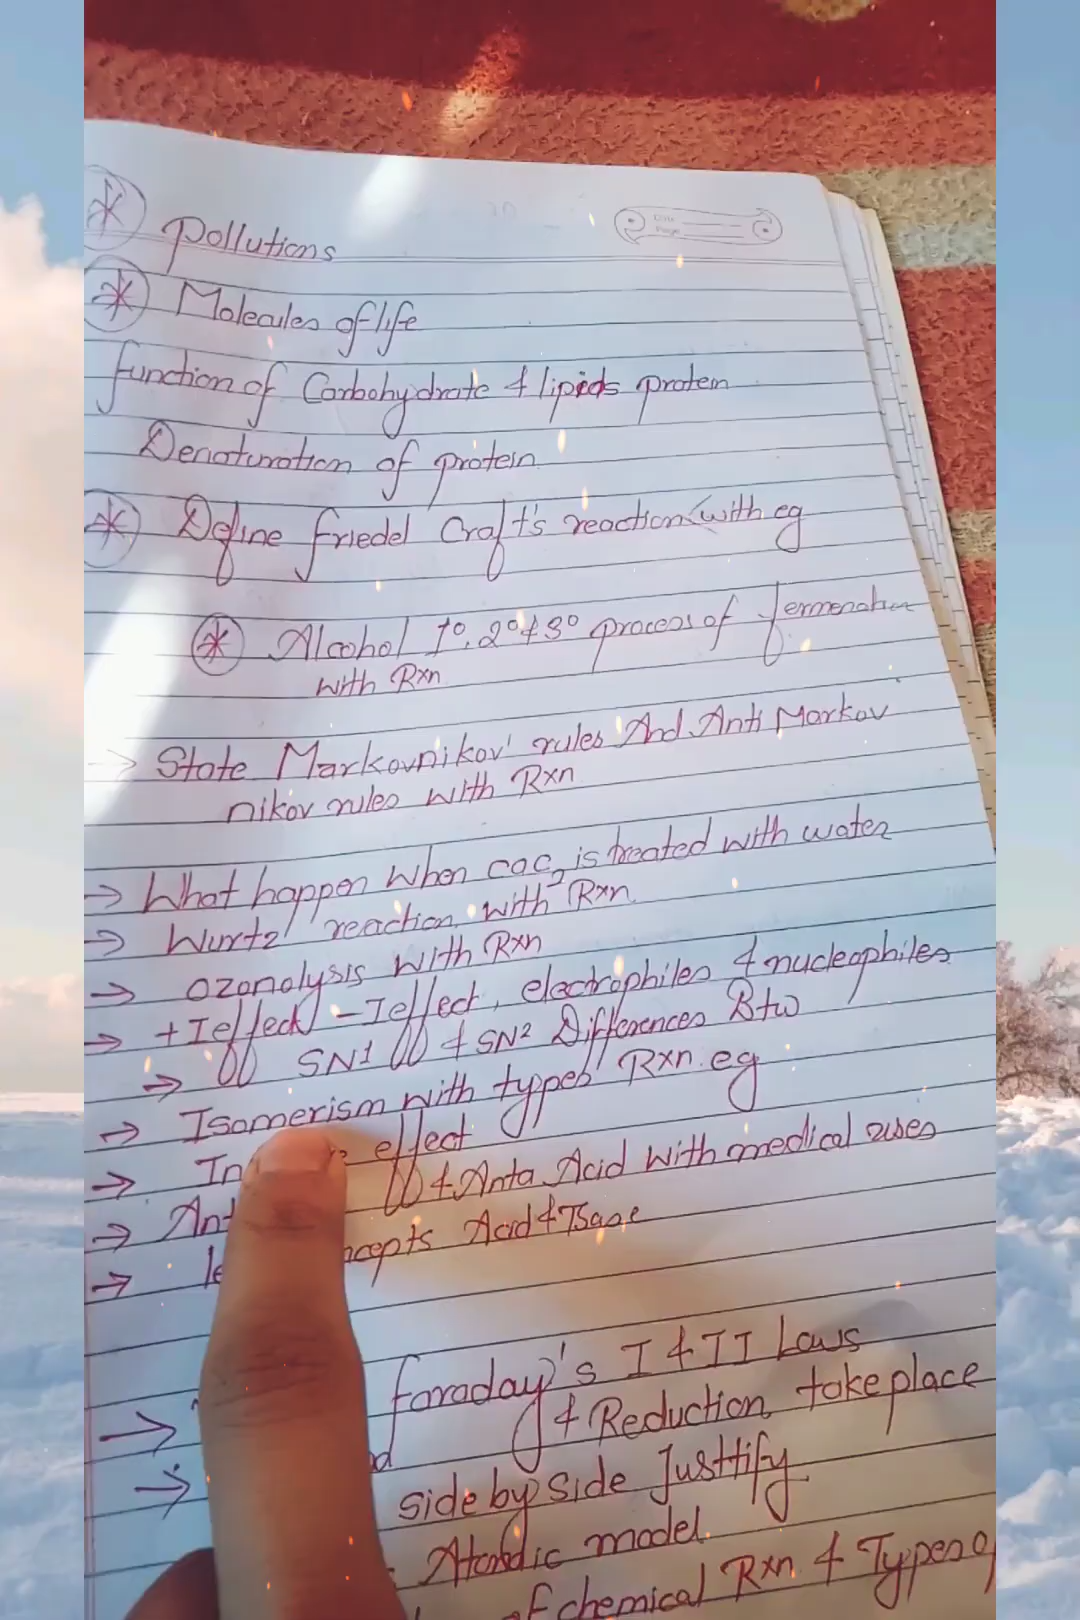 Date
Page
Pollutions
Molecules of life
function of Carbohydrate & lipids protein
Denaturation of protein
Define friedel Craft's reaction with eg
Alcohol 1°, 2° & 3° process of fermenation
with Rxn
→ State Markovnikov' rules And Anti Markov
nikov rules with Rxn
→ What happen when cac2 is treated with water
→ Wurtz' reaction with Rxn
→ ozonalysis with Rxn
→ +I effect, -I effect, electrophiles & nucleophiles
→ SN1 & SN2 Differences Btw
→ Isomerism with types Rxn. eg
→ effect
→ & Anta Acid with medical uses
→ Acid & Base
→ faraday's I & II Laws
→ & Reduction take place
side by side Justtify
model
of chemical Rxn & Types